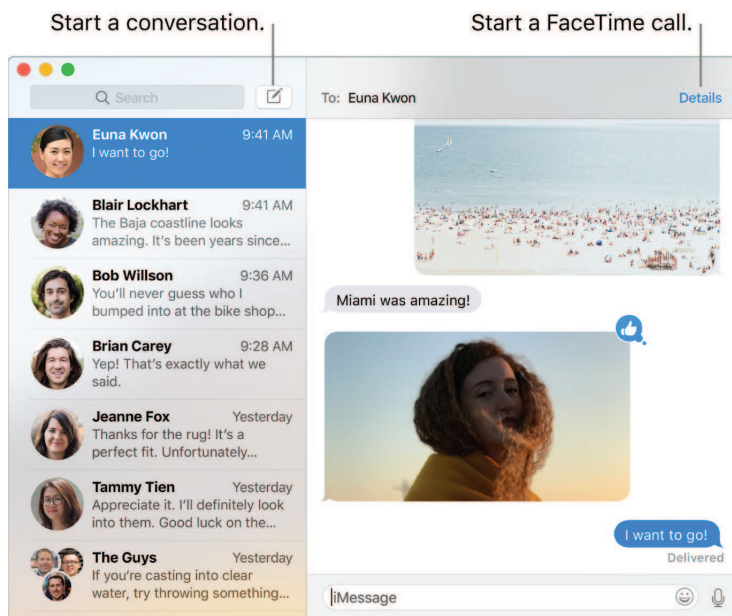 Start a conversation.
Start a FaceTime call.
Search
To: Euna Kwon
Details
Euna Kwon 9:41 AM
I want to go!
Blair Lockhart 9:41 AM
The Baja coastline looks
amazing. It's been years since...
Bob Willson 9:36 AM
You'll never guess who I
bumped into at the bike shop...
Brian Carey 9:28 AM
Yep! That's exactly what we
said.
Jeanne Fox Yesterday
Thanks for the rug! It's a
perfect fit. Unfortunately...
Tammy Tien Yesterday
Appreciate it. I'll definitely look
into them. Good luck on the...
The Guys Yesterday
If you're casting into clear
water, try throwing something...
Miami was amazing!
I want to go!
Delivered
iMessage